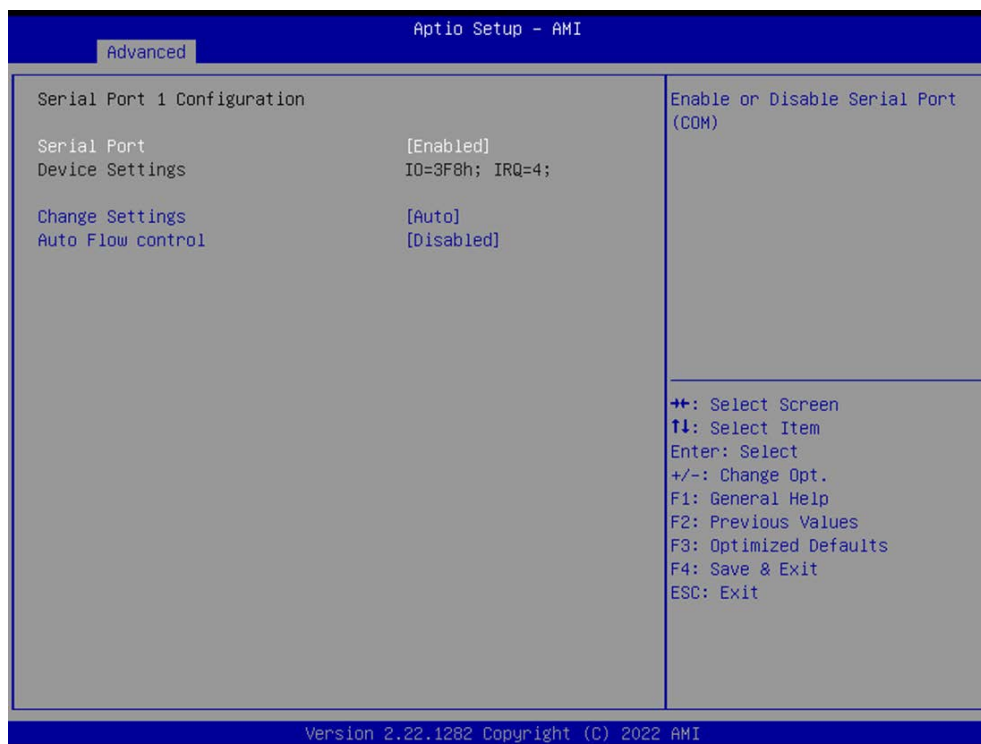 Aptio Setup – AMI
Advanced
Serial Port 1 Configuration
Serial Port [Enabled]
Device Settings IO=3F8h; IRQ=4;
Change Settings [Auto]
Auto Flow control [Disabled]
Enable or Disable Serial Port
(COM)
→←: Select Screen
↑↓: Select Item
Enter: Select
+/-: Change Opt.
F1: General Help
F2: Previous Values
F3: Optimized Defaults
F4: Save & Exit
ESC: Exit
Version 2.22.1282 Copyright (C) 2022 AMI